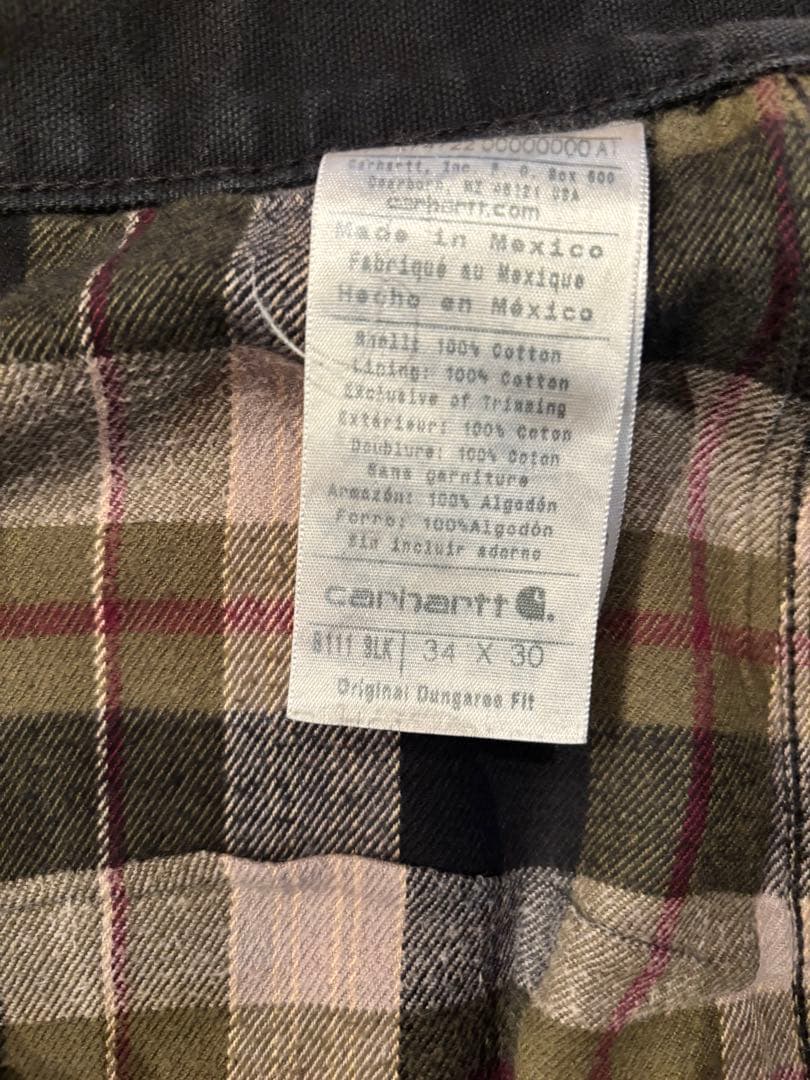 00000000 AT
Carhartt, Inc. P. O. Box 600
Dearborn, MI 48121 USA
carhartt.com
Made in Mexico
Fabriqué au Mexique
Hecho en México
Shell: 100% Cotton
Lining: 100% Cotton
Exclusive of Trimming
Extérieur: 100% Coton
Doublure: 100% Coton
Sans garniture
Armazón: 100% Algodón
Forro: 100%Algodón
Sin incluir adorno
carhartt
B111 BLK 34 X 30
Original Dungaree Fit